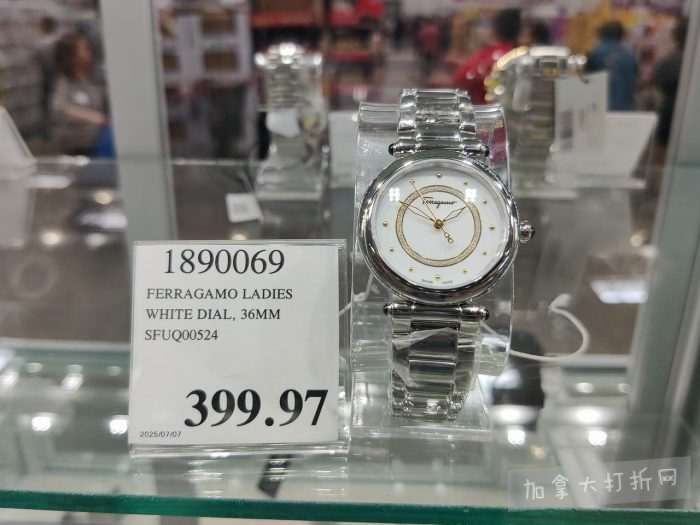 1890069
FERRAGAMO LADIES
WHITE DIAL, 36MM
SFUQ00524
399.97
2025/07/07
Ferragamo
加拿大打折网